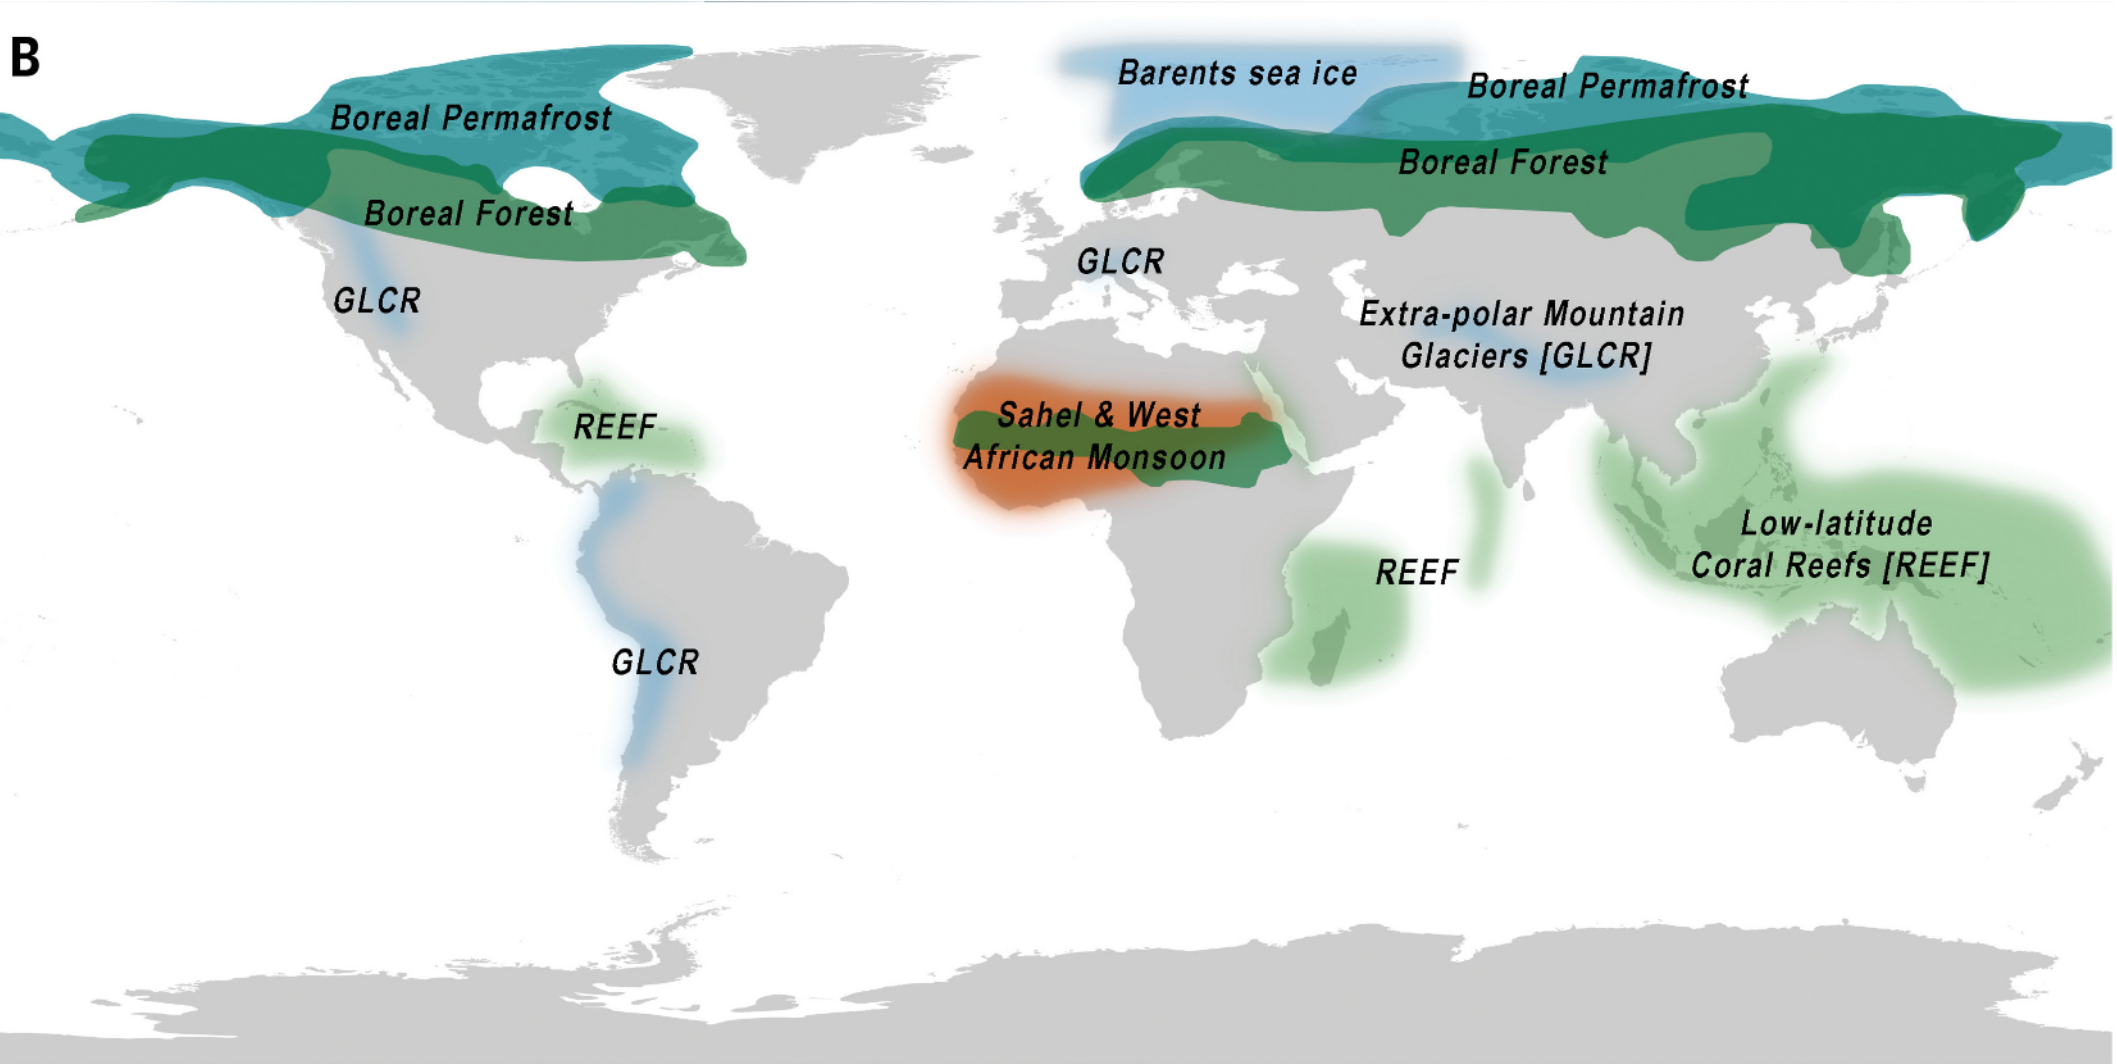 B
Barents sea ice
Boreal Permafrost
Boreal Permafrost
Boreal Forest
Boreal Forest
GLCR
GLCR
Extra-polar Mountain
Glaciers [GLCR]
REEF
Sahel & West
African Monsoon
Low-latitude
Coral Reefs [REEF]
REEF
GLCR